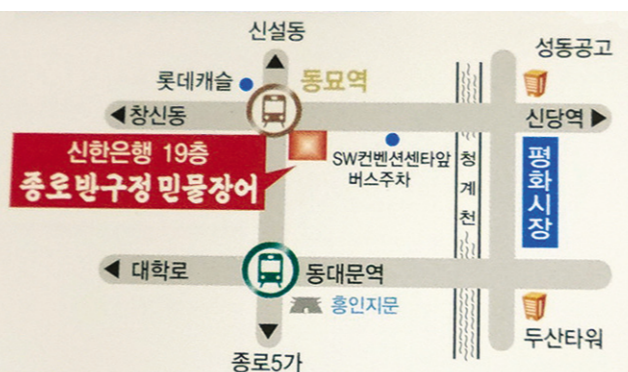 신설동
성동공고
롯데캐슬
동묘역
창신동
신당역
신한은행 19층
종로반구정민물장어
SW컨벤션센타앞
버스주차
청계천
평화시장
대학로
동대문역
흥인지문
두산타워
종로5가